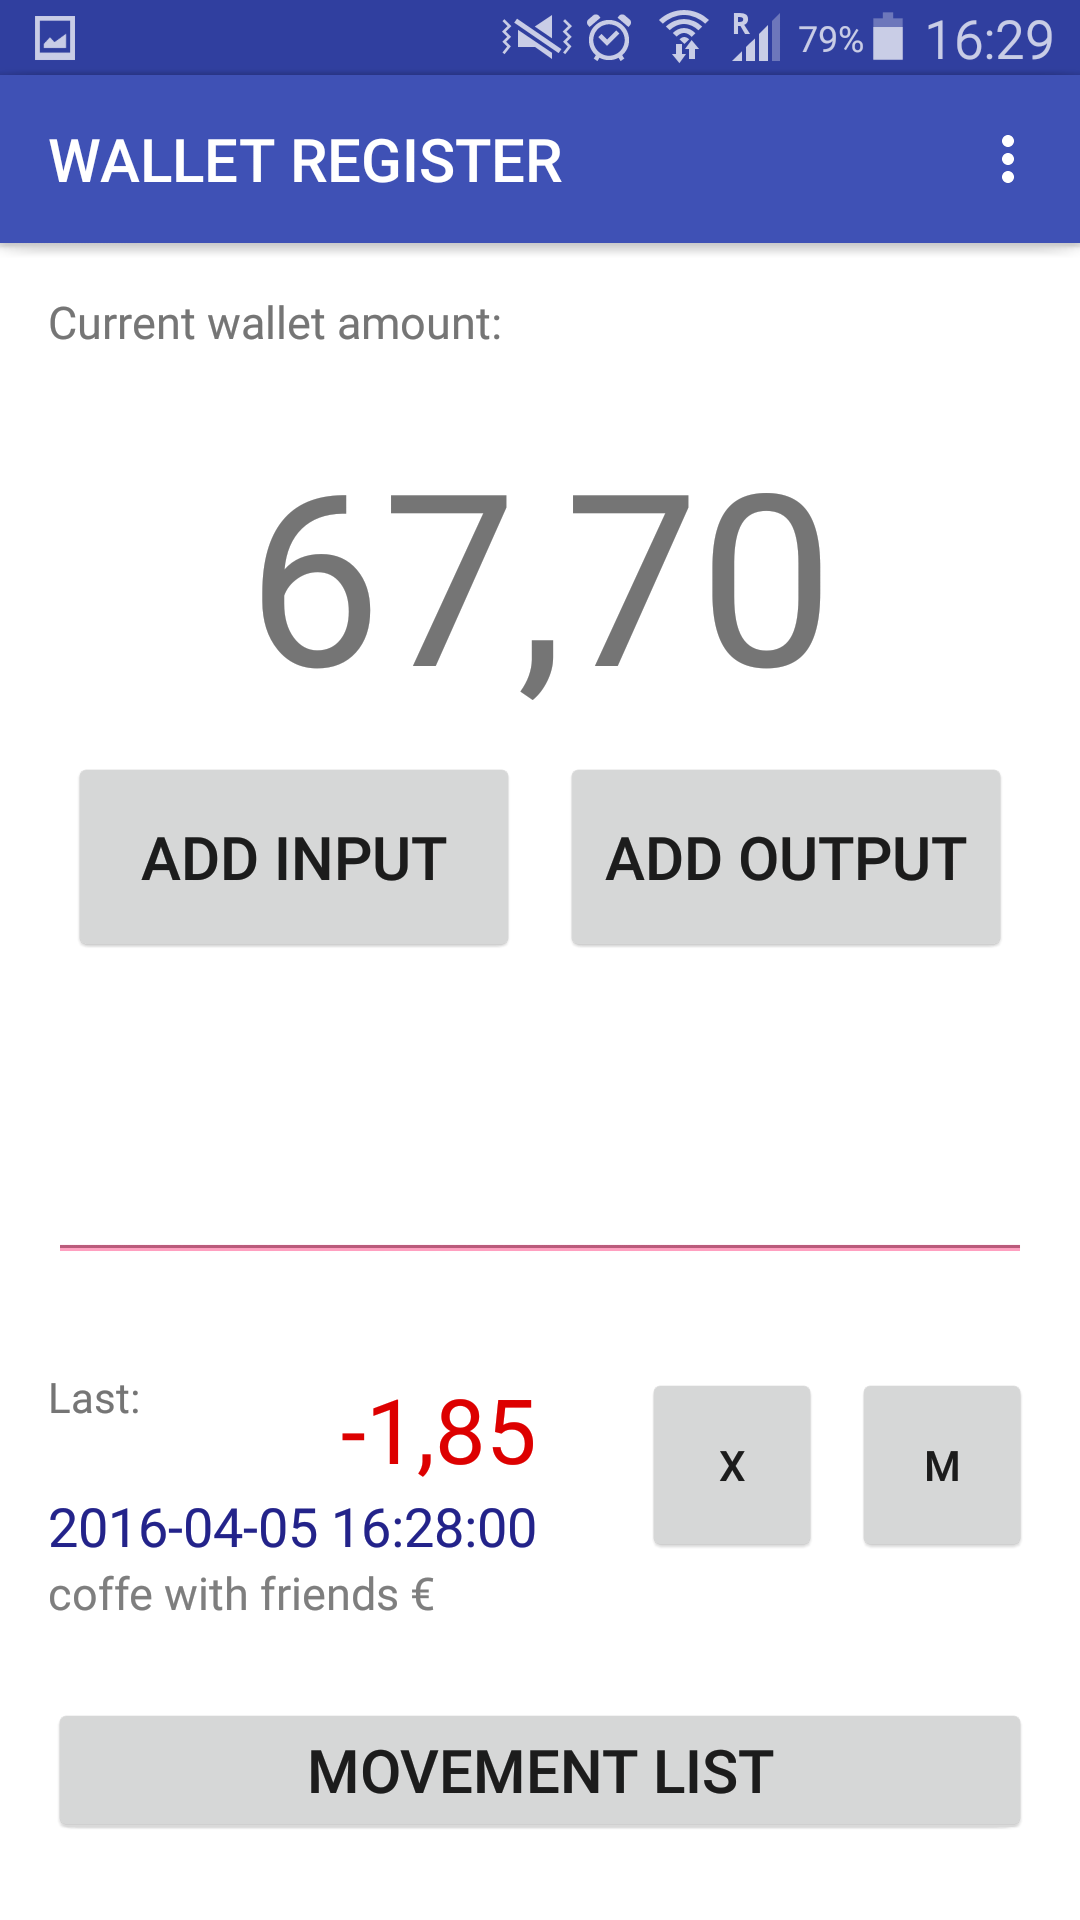 R 79% 16:29
WALLET REGISTER
Current wallet amount:
67,70
ADD INPUT ADD OUTPUT
Last: -1,85 X M
2016-04-05 16:28:00
coffe with friends €
MOVEMENT LIST